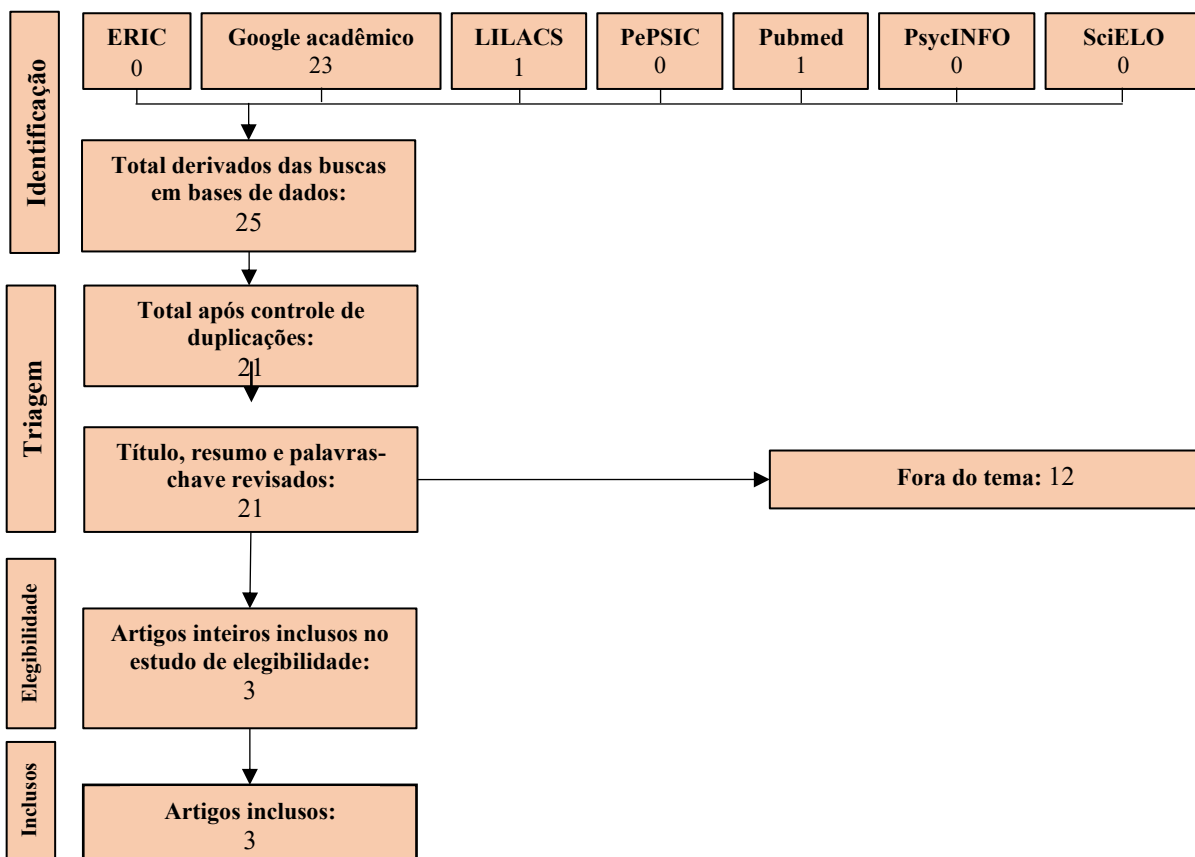 Identificação
ERIC
0
Google acadêmico
23
LILACS
1
PePSIC
0
Pubmed
1
PsycINFO
0
SciELO
0
Total derivados das buscas
em bases de dados:
25
Triagem
Total após controle de
duplicações:
21
Título, resumo e palavras-
chave revisados:
21
Fora do tema: 12
Elegibilidade
Artigos inteiros inclusos no
estudo de elegibilidade:
3
Inclusos
Artigos inclusos:
3